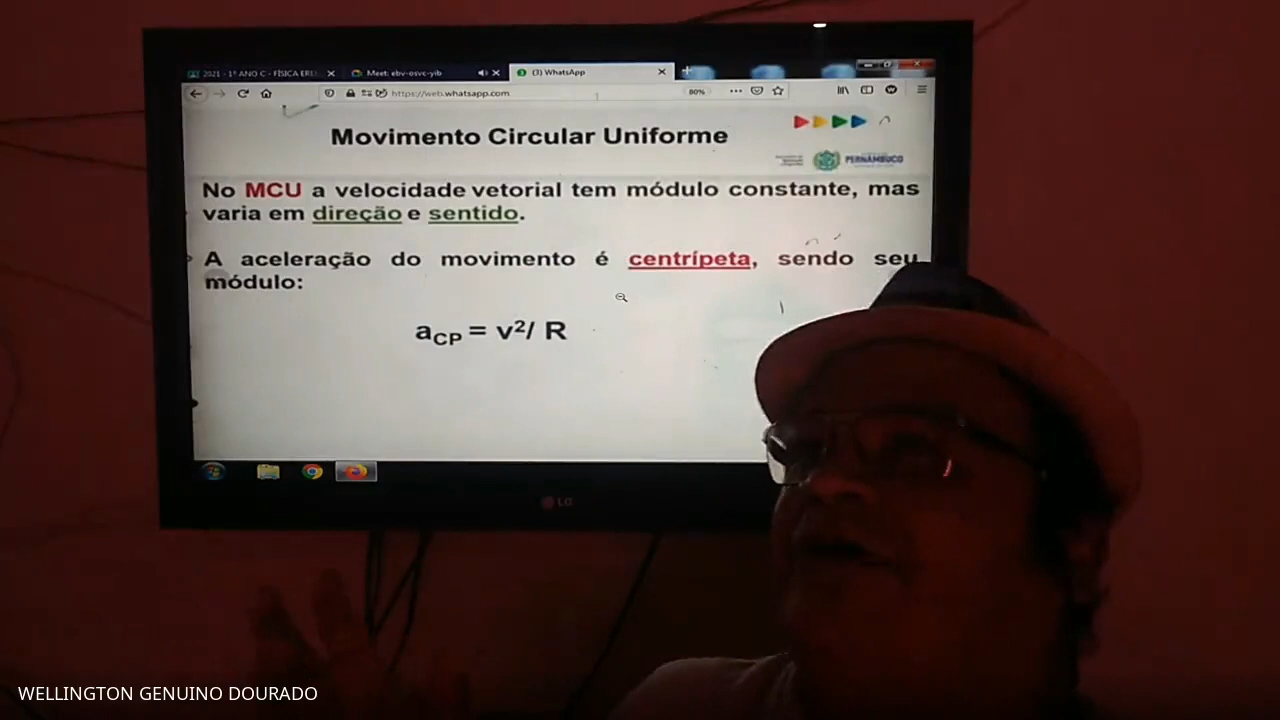 2021 - 1º ANO C - FÍSICA ERE
Meet: ebv-osvc-yib
(3) WhatsApp
https://web.whatsapp.com
80%
Movimento Circular Uniforme
PERNAMBUCO
No MCU a velocidade vetorial tem módulo constante, mas
varia em direção e sentido.
A aceleração do movimento é centrípeta, sendo seu
módulo:
aCP = v²/ R
LG
WELLINGTON GENUINO DOURADO